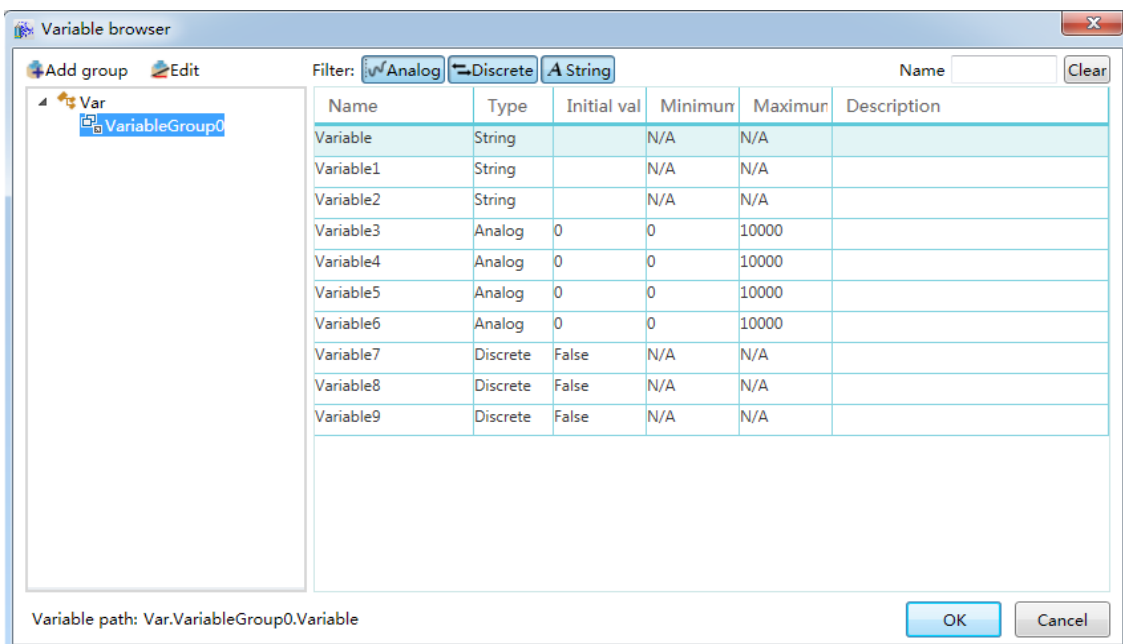 Variable browser
Add group Edit Filter: Analog Discrete A String Name Clear
Var
VariableGroup0
Name Type Initial val Minimum Maximun Description
Variable String N/A N/A
Variable1 String N/A N/A
Variable2 String N/A N/A
Variable3 Analog 0 0 10000
Variable4 Analog 0 0 10000
Variable5 Analog 0 0 10000
Variable6 Analog 0 0 10000
Variable7 Discrete False N/A N/A
Variable8 Discrete False N/A N/A
Variable9 Discrete False N/A N/A
Variable path: Var.VariableGroup0.Variable OK Cancel